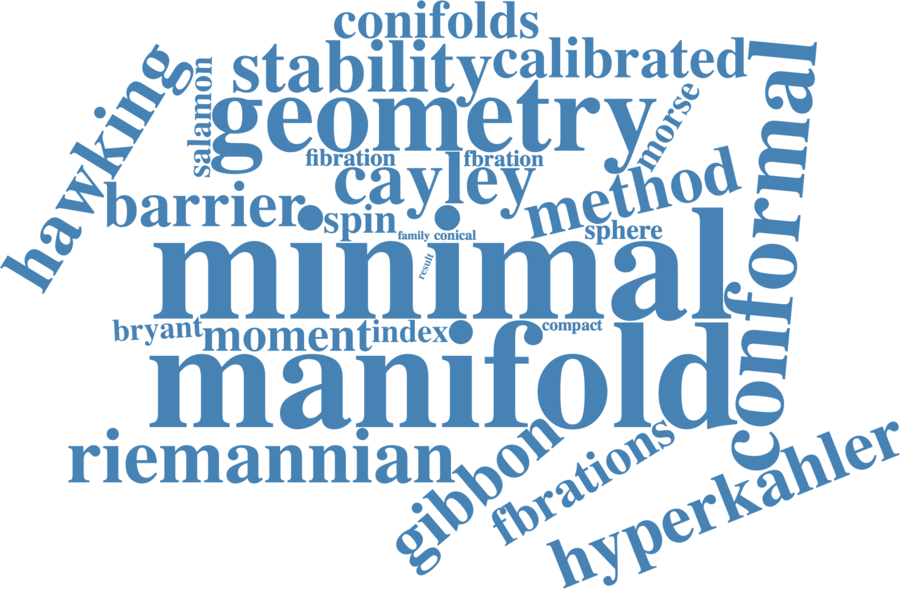 conifolds
stability
calibrated
hawking
salamon
geometry
morse
conformal
fibration
fbration
cayley
method
barrier
spin
family
conical
sphere
result
minimal
bryant
moment
index
compact
manifold
riemannian
gibbon
fbrations
hyperkahler